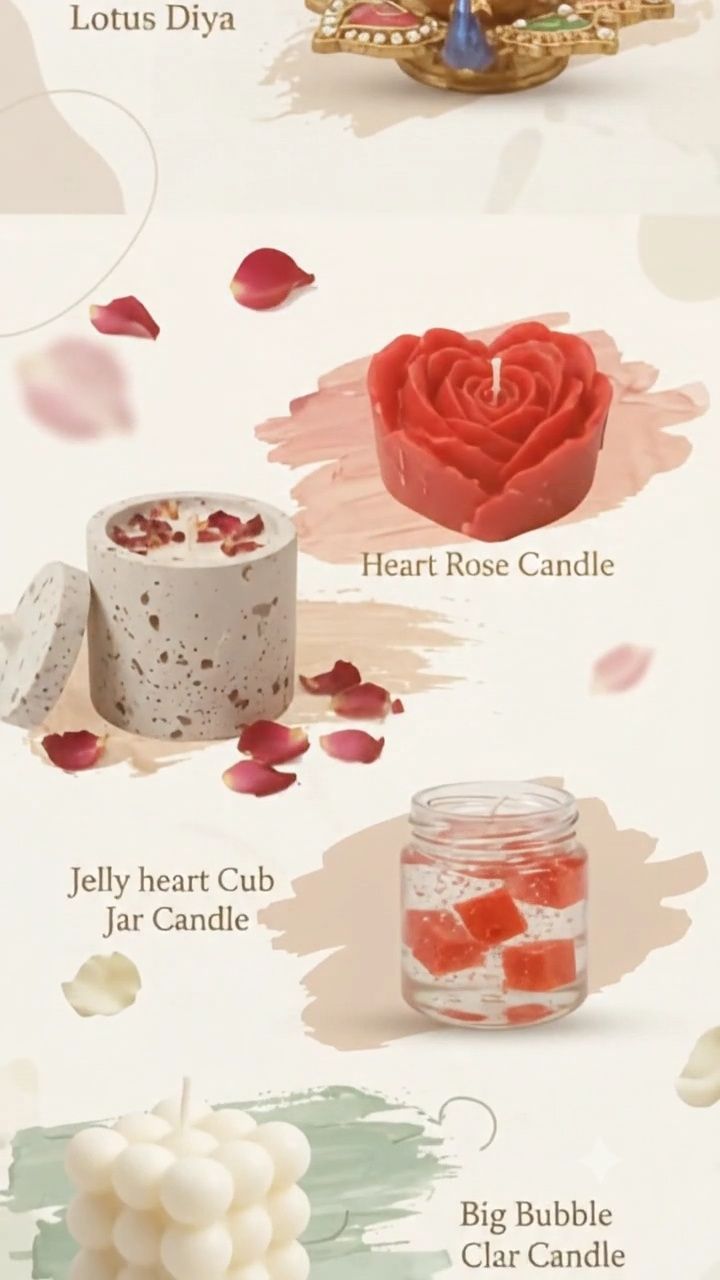 Lotus Diya
Heart Rose Candle
Jelly heart Cub
Jar Candle
Big Bubble
Clar Candle